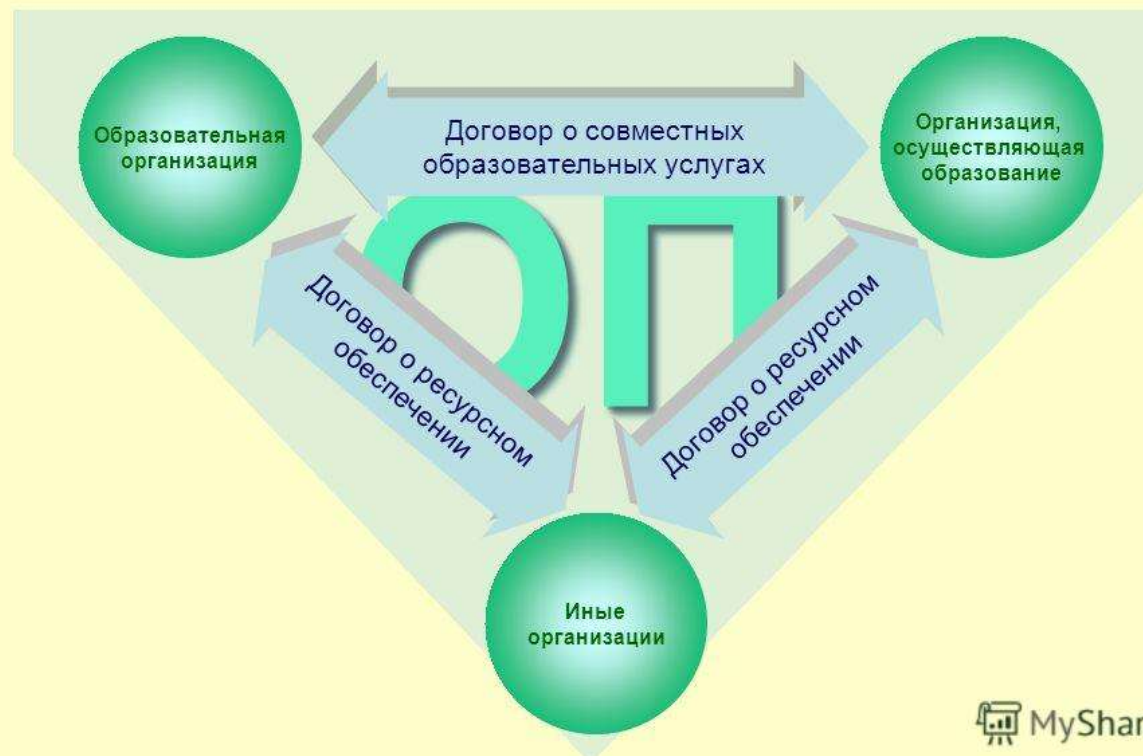 Образовательная
организация
Договор о совместных
образовательных услугах
Организация,
осуществляющая
образование
ОП
Договор о ресурсном
обеспечении
Договор о ресурсном
обеспечении
Иные
организации
MyShar